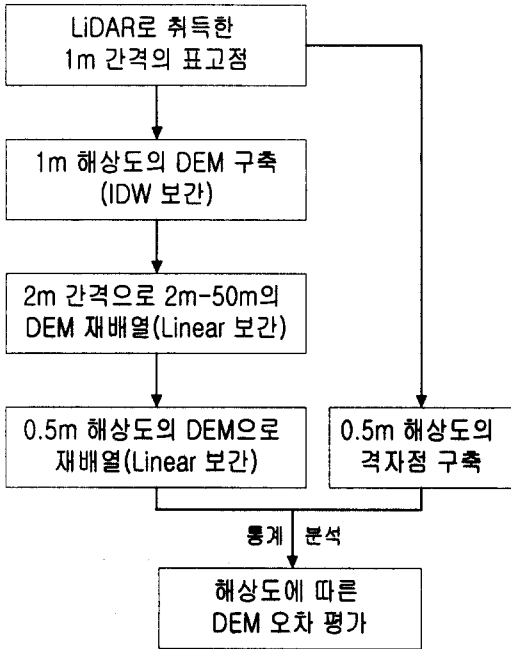 LiDAR로 취득한
1m 간격의 표고점
1m 해상도의 DEM 구축
(IDW 보간)
2m 간격으로 2m-50m의
DEM 재배열(Linear 보간)
0.5m 해상도의 DEM으로
재배열(Linear 보간)
0.5m 해상도의
격자점 구축
통계 분석
해상도에 따른
DEM 오차 평가